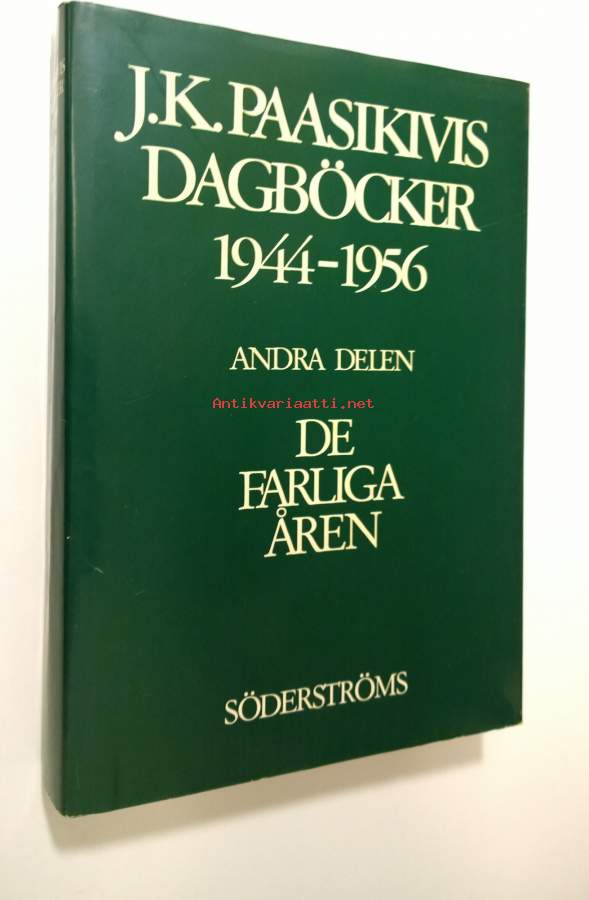 J.K. PAASIKIVIS
DAGBÖCKER
1944-1956
ANDRA DELEN
Antikvariaatti.net
DE
FARLIGA
ÅREN
SÖDERSTRÖMS